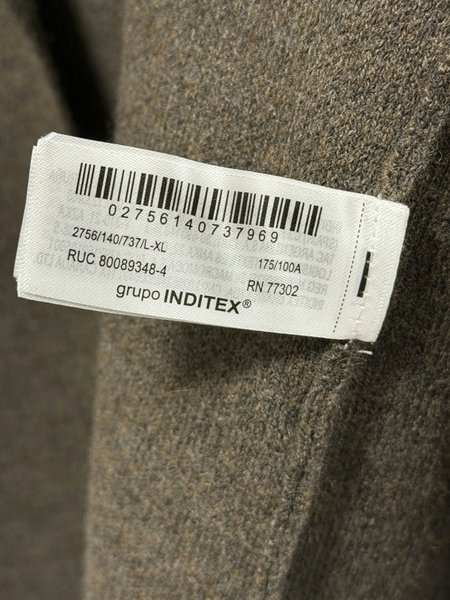 02756140737969
2756/140/737/L-XL 175/100A
RUC 80089348-4 RN 77302
grupo INDITEX®